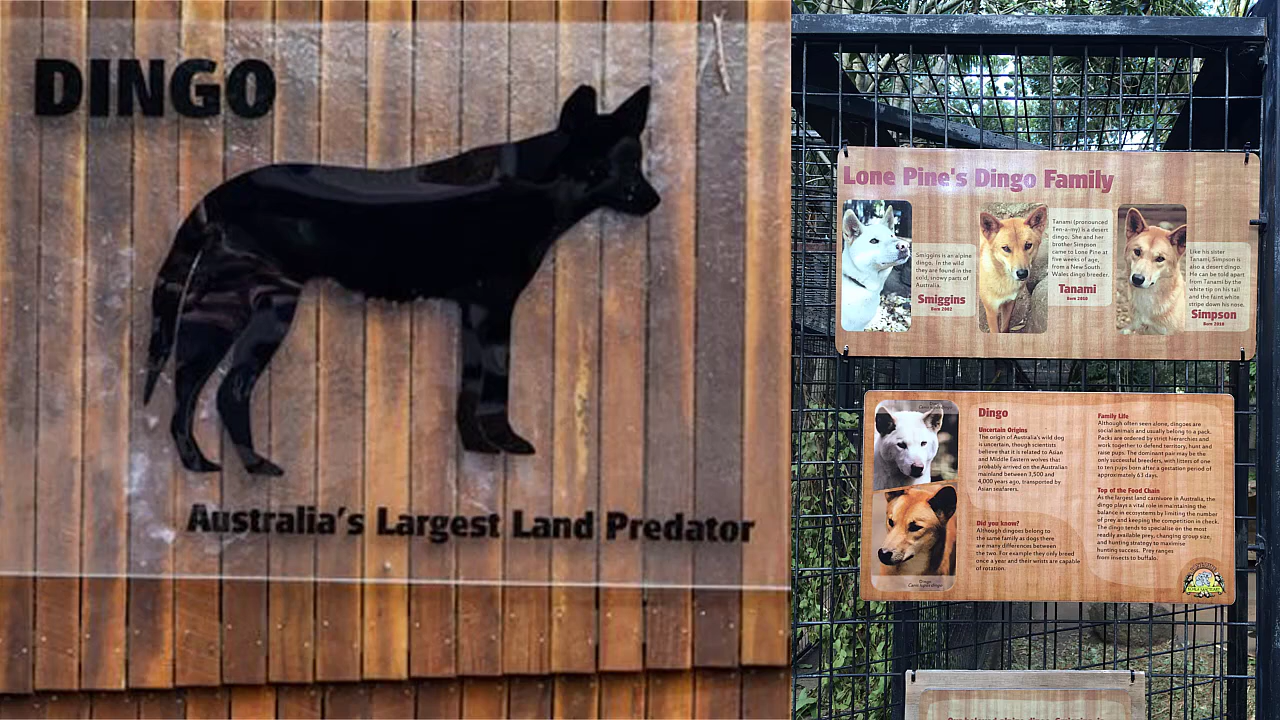 DINGO
Australia's Largest Land Predator
Lone Pine's Dingo Family
Smiggins is an alpine
dingo. In the wild
they are found in the
cold, snowy parts of
Australia.
Smiggins
Born 2002
Tanami (pronounced
Ten-a-my) is a desert
dingo. She and her
brother Simpson
came to Lone Pine at
five weeks of age,
from a New South
Wales dingo breeder.
Tanami
Born 2010
Like his sister
Tanami, Simpson is
also a desert dingo.
He can be told apart
from Tanami by the
white tip on his tail
and the faint white
stripe down his nose.
Simpson
Born 2010
Dingo
Uncertain Origins
The origin of Australia's wild dog
is uncertain, though scientists
believe that it is related to Asian
and Middle Eastern wolves that
probably arrived on the Australian
mainland between 3,500 and
4,000 years ago, transported by
Asian seafarers.
Did you know?
Although dingoes belong to
the same family as dogs there
are many differences between
the two. For example they only breed
once a year and their wrists are capable
of rotation.
Family Life
Although often seen alone, dingoes are
social animals and usually belong to a pack.
Packs are ordered by strict hierarchies and
work together to defend territory, hunt and
raise pups. The dominant pair may be the
only successful breeders, with litters of one
to ten pups born after a gestation period of
approximately 63 days.
Top of the Food Chain
As the largest land carnivore in Australia, the
dingo plays a vital role in maintaining the
balance in ecosystems by limiting the number
of prey and keeping the competition in check.
The dingo tends to specialise on the most
readily available prey, changing group size,
and hunting strategy to maximise
hunting success. Prey ranges
from insects to buffalo.
Dingo
KOALA SANCTUARY